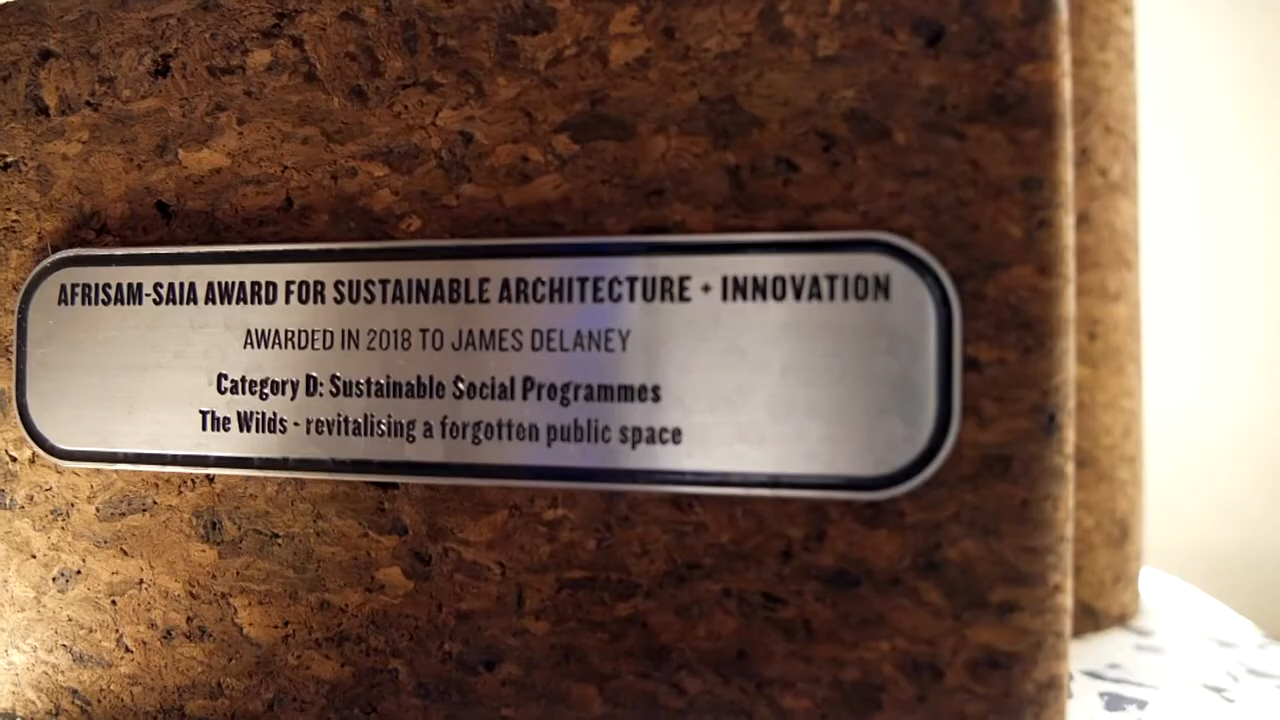 AFRISAM-SAIA AWARD FOR SUSTAINABLE ARCHITECTURE + INNOVATION
AWARDED IN 2018 TO JAMES DELANEY
Category D: Sustainable Social Programmes
The Wilds - revitalising a forgotten public space